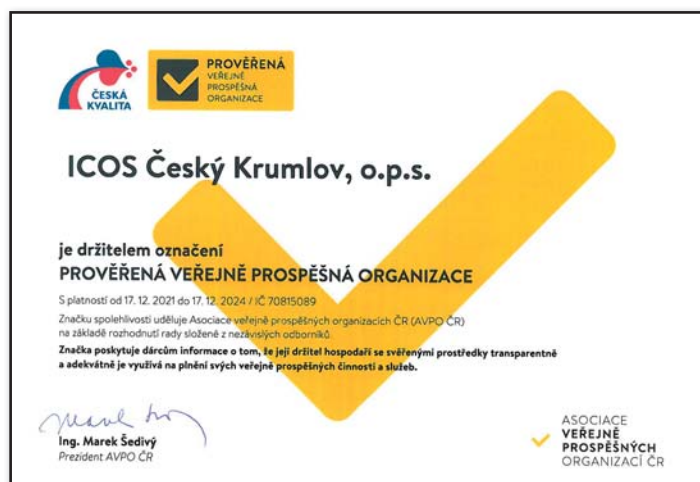 ČESKÁ
KVALITA
PROVĚŘENÁ
VEŘEJNĚ
PROSPĚŠNÁ
ORGANIZACE
ICOS Český Krumlov, o.p.s.
je držitelem označení
PROVĚŘENÁ VEŘEJNĚ PROSPĚŠNÁ ORGANIZACE
S platností od 17. 12. 2021 do 17. 12. 2024 / IČ 70815089
Značku spolehlivosti uděluje Asociace veřejně prospěšných organizacích ČR (AVPO ČR)
na základě rozhodnutí rady složené z nezávislých odborníků.
Značka poskytuje dárcům informace o tom, že její držitel hospodaří se svěřenými prostředky transparentně
a adekvátně je využívá na plnění svých veřejně prospěšných činností a služeb.
Ing. Marek Šedivý
Prezident AVPO ČR
ASOCIACE
VEŘEJNĚ
PROSPĚŠNÝCH
ORGANIZACÍ ČR